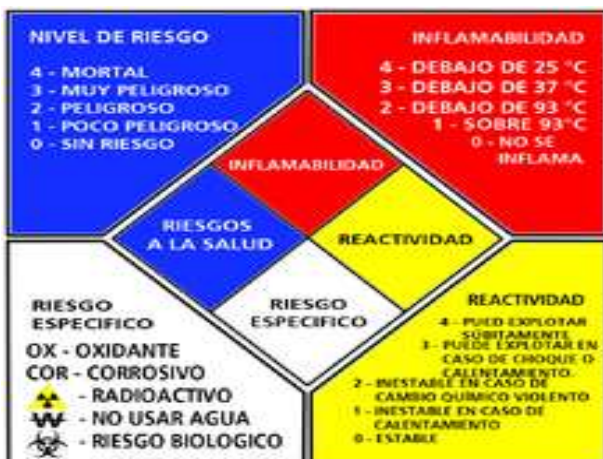 NIVEL DE RIESGO
4 - MORTAL
3 - MUY PELIGROSO
2 - PELIGROSO
1 - POCO PELIGROSO
0 - SIN RIESGO
INFLAMABILIDAD
4 - DEBAJO DE 25 °C
3 - DEBAJO DE 37 °C
2 - DEBAJO DE 93 °C
1 - SOBRE 93°C
0 - NO SE
INFLAMA
INFLAMABILIDAD
RIESGOS
A LA SALUD
REACTIVIDAD
RIESGO
ESPECIFICO
RIESGO
ESPECIFICO
OX - OXIDANTE
COR - CORROSIVO
- RADIOACTIVO
W - NO USAR AGUA
- RIESGO BIOLOGICO
REACTIVIDAD
4 - PUED EXPLOTAR
SÚBITAMENTE
3 - PUEDE EXPLOTAR EN
CASO DE CHOQUE O
CALENTAMIENTO.
2 - INESTABLE EN CASO DE
CAMBIO QUÍMICO VIOLENTO
1 - INESTABLE EN CASO DE
CALENTAMIENTO
0 - ESTABLE